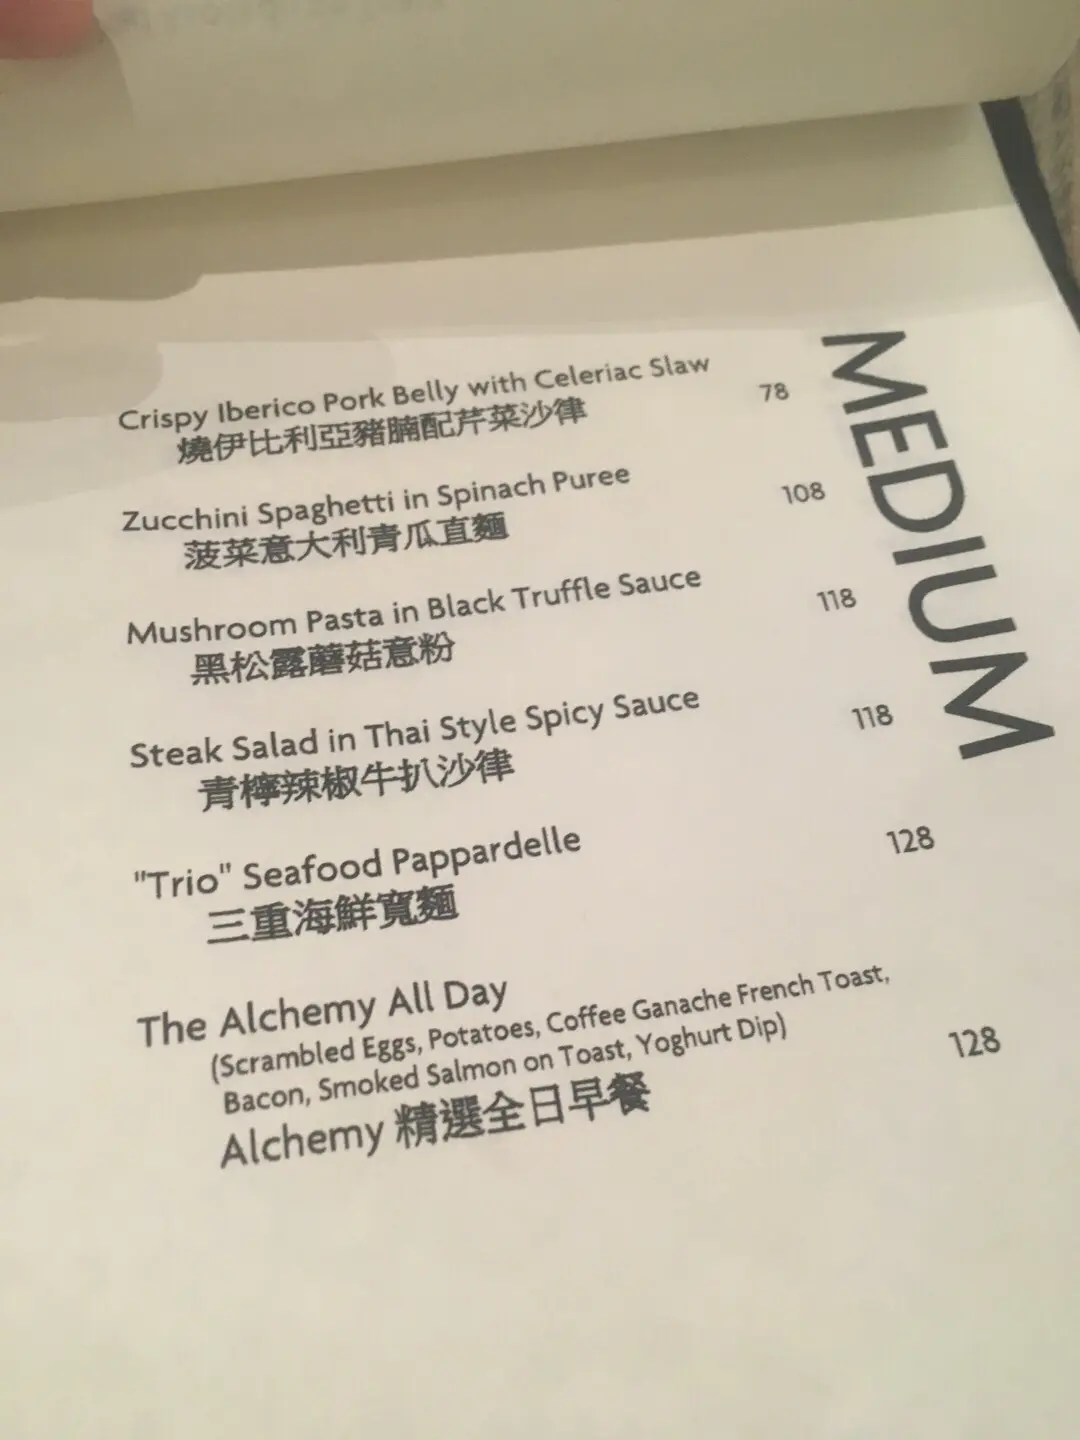 MEDIUM
Crispy Iberico Pork Belly with Celeriac Slaw 78
燒伊比利亞豬腩配芹菜沙律
Zucchini Spaghetti in Spinach Puree 108
菠菜意大利青瓜直麵
Mushroom Pasta in Black Truffle Sauce 118
黑松露蘑菇意粉
Steak Salad in Thai Style Spicy Sauce 118
青檸辣椒牛扒沙律
"Trio" Seafood Pappardelle 128
三重海鮮寬麵
The Alchemy All Day
(Scrambled Eggs, Potatoes, Coffee Ganache French Toast,
Bacon, Smoked Salmon on Toast, Yoghurt Dip) 128
Alchemy 精選全日早餐